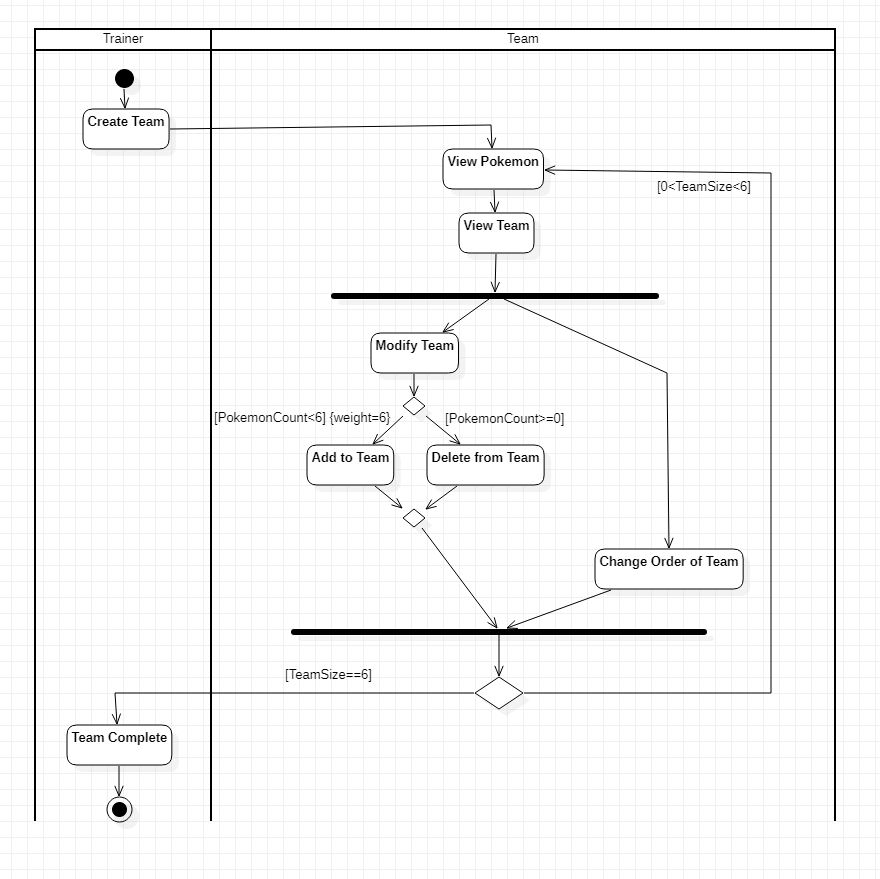 Trainer
Team
Create Team
View Pokemon
[0<TeamSize<6]
View Team
Modify Team
[PokemonCount<6] {weight=6}
[PokemonCount>=0]
Add to Team
Delete from Team
Change Order of Team
[TeamSize==6]
Team Complete